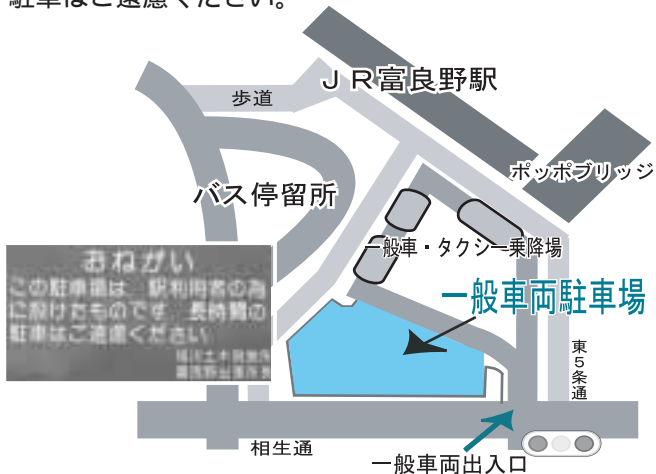 駐車はご遠慮ください。
ＪＲ富良野駅
歩道
ポッポブリッジ
バス停留所
一般車・タクシー乗降場
おねがい
この駐車場は 駅利用者の為
に設けたものです 長時間の
駐車はご遠慮ください
一般車両駐車場
東5条通
相生通
一般車両出入口